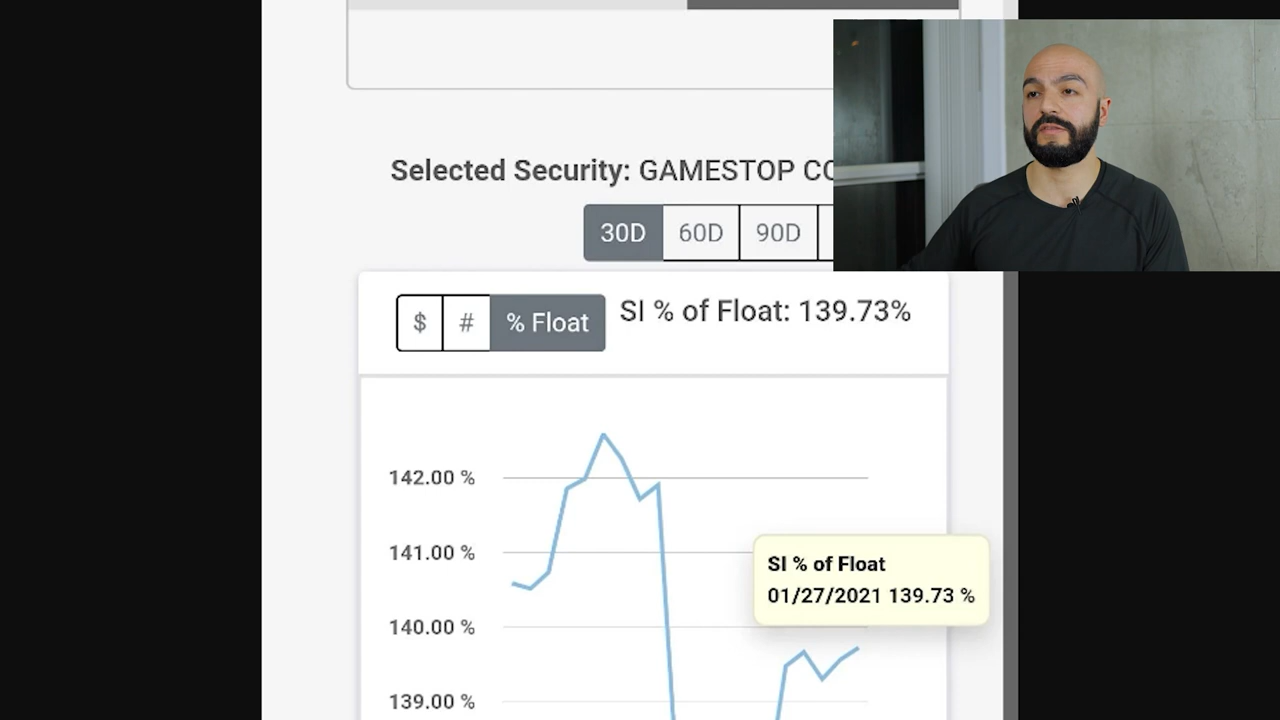 Selected Security: GAMESTOP
30D 60D 90D
$ # % Float SI % of Float: 139.73%
142.00 %
141.00 %
SI % of Float
01/27/2021 139.73 %
140.00 %
139.00 %